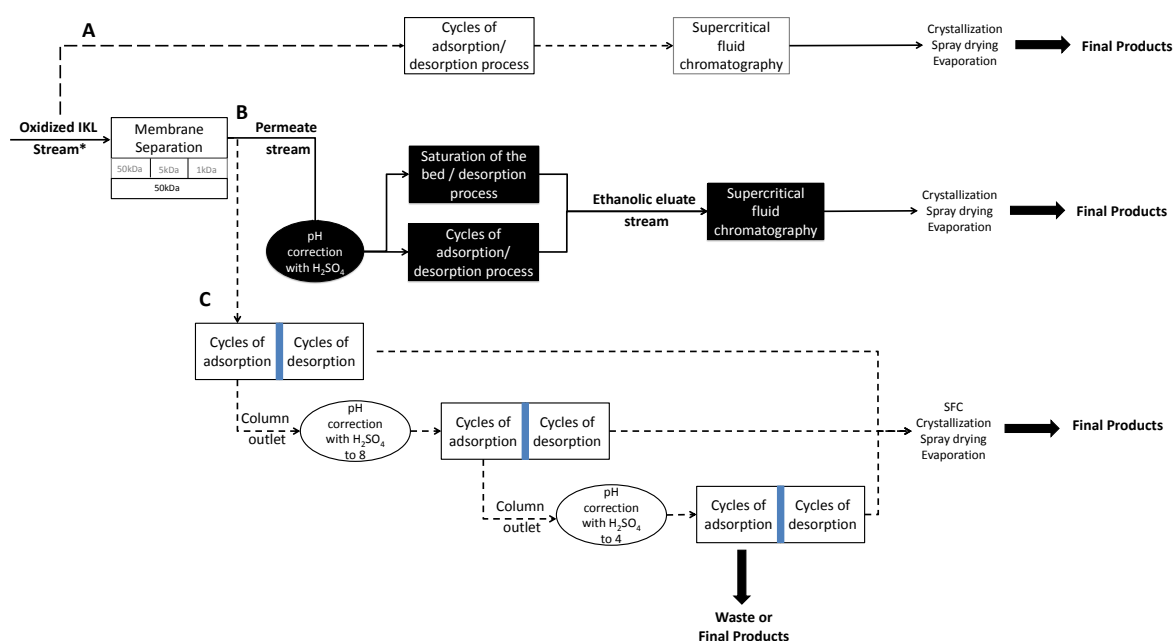 A
Cycles of
adsorption/
desorption process
Supercritical
fluid
chromatography
Crystallization
Spray drying
Evaporation
Final Products
Oxidized IKL
Stream*
Membrane
Separation
50kDa
5kDa
1kDa
50kDa
B
Permeate
stream
pH
correction
with H₂SO₄
Saturation of the
bed / desorption
process
Cycles of
adsorption/
desorption process
Ethanolic eluate
stream
Supercritical
fluid
chromatography
Crystallization
Spray drying
Evaporation
Final Products
C
Cycles of
adsorption
Cycles of
desorption
Column
outlet
pH
correction
with H₂SO₄
to 8
Cycles of
adsorption
Cycles of
desorption
SFC
Crystallization
Spray drying
Evaporation
Final Products
Column
outlet
pH
correction
with H₂SO₄
to 4
Cycles of
adsorption
Cycles of
desorption
Waste or
Final Products